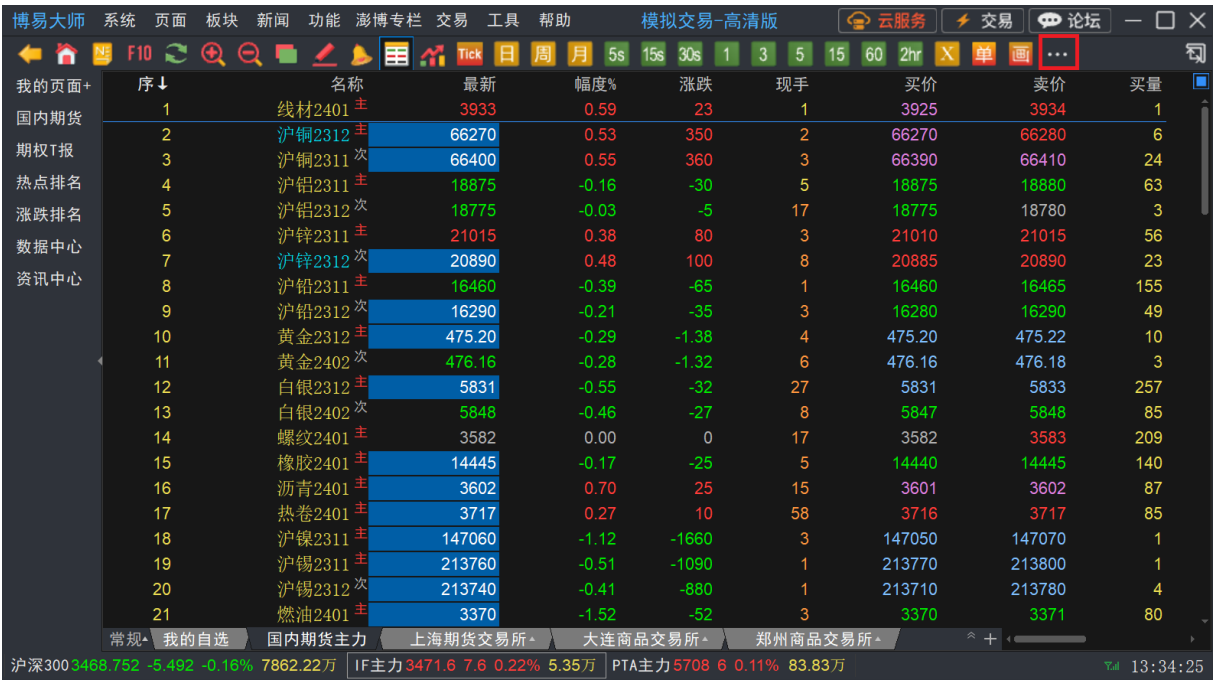 博易大师 系统 页面 板块 新闻 功能 澎博专栏 交易 工具 帮助 模拟交易-高清版 云服务 交易 论坛
F10 Tick 日 周 月 5s 15s 30s 1 3 5 15 60 2hr X 单 画 ···
我的页面+
国内期货
期权T报
热点排名
涨跌排名
数据中心
资讯中心
序↓ 名称 最新 幅度% 涨跌 现手 买价 卖价 买量
1 线材2401主 3933 0.59 23 1 3925 3934 1
2 沪铜2312主 66270 0.53 350 2 66270 66280 6
3 沪铜2311次 66400 0.55 360 3 66390 66410 24
4 沪铝2311主 18875 -0.16 -30 5 18875 18880 63
5 沪铝2312次 18775 -0.03 -5 17 18775 18780 3
6 沪锌2311主 21015 0.38 80 3 21010 21015 56
7 沪锌2312次 20890 0.48 100 8 20885 20890 23
8 沪铅2311主 16460 -0.39 -65 1 16460 16465 155
9 沪铅2312次 16290 -0.21 -35 3 16280 16290 49
10 黄金2312主 475.20 -0.29 -1.38 4 475.20 475.22 10
11 黄金2402次 476.16 -0.28 -1.32 6 476.16 476.18 3
12 白银2312主 5831 -0.55 -32 27 5831 5833 257
13 白银2402次 5848 -0.46 -27 8 5847 5848 85
14 螺纹2401主 3582 0.00 0 17 3582 3583 209
15 橡胶2401主 14445 -0.17 -25 5 14440 14445 140
16 沥青2401主 3602 0.70 25 15 3601 3602 87
17 热卷2401主 3717 0.27 10 58 3716 3717 85
18 沪镍2311主 147060 -1.12 -1660 3 147050 147070 1
19 沪锡2311主 213760 -0.51 -1090 1 213770 213800 1
20 沪锡2312次 213740 -0.41 -880 1 213710 213780 4
21 燃油2401主 3370 -1.52 -52 3 3370 3371 80
常规 我的自选 国内期货主力 上海期货交易所 大连商品交易所 郑州商品交易所 +
沪深300 3468.752 -5.492 -0.16% 7862.22万 IF主力 3471.6 7.6 0.22% 5.35万 PTA主力 5708 6 0.11% 83.83万 13:34:25